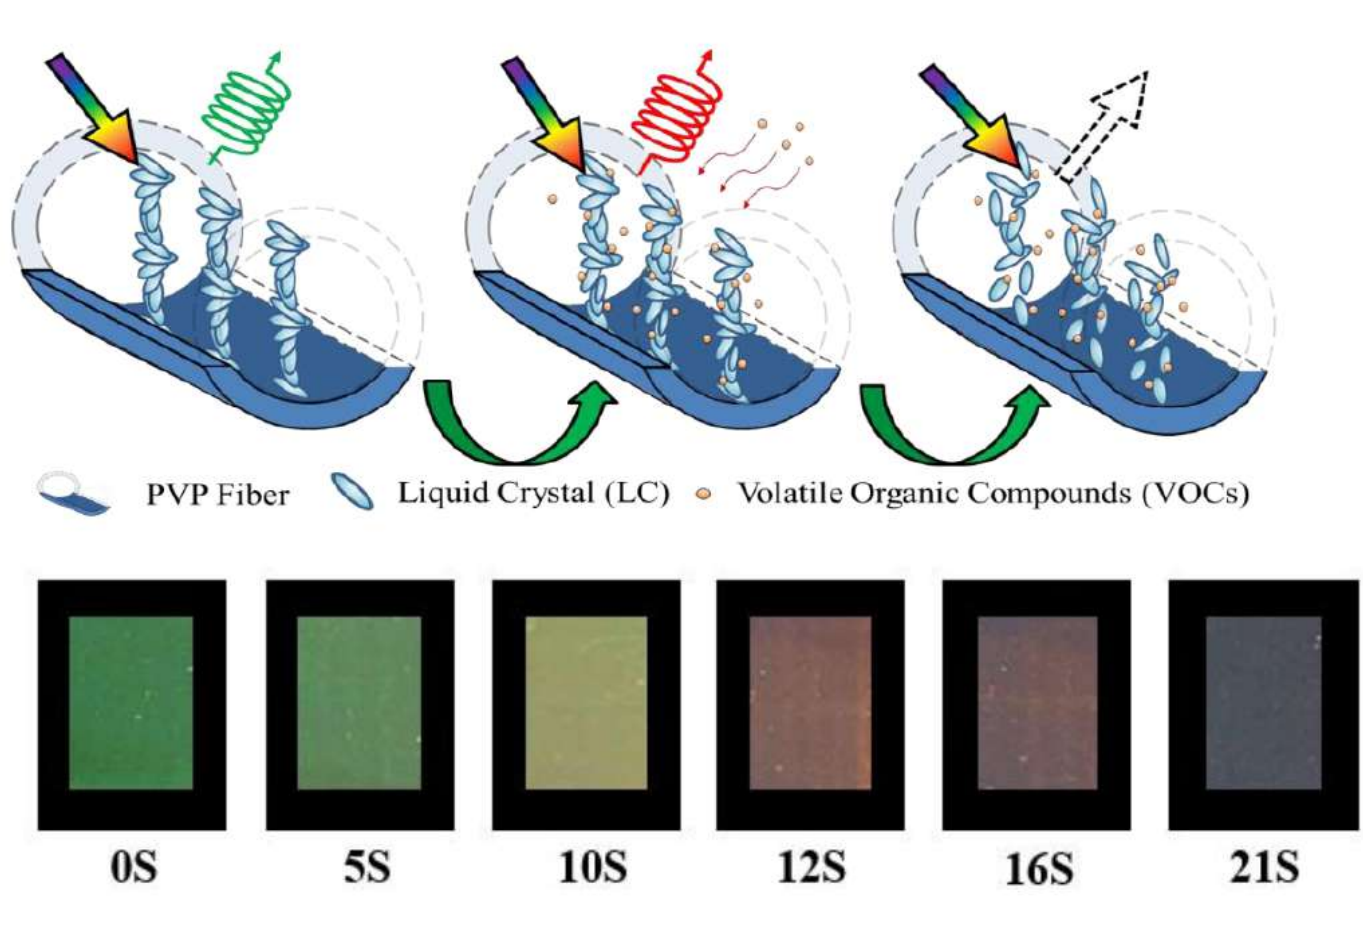 PVP Fiber Liquid Crystal (LC) Volatile Organic Compounds (VOCs)
0S 5S 10S 12S 16S 21S